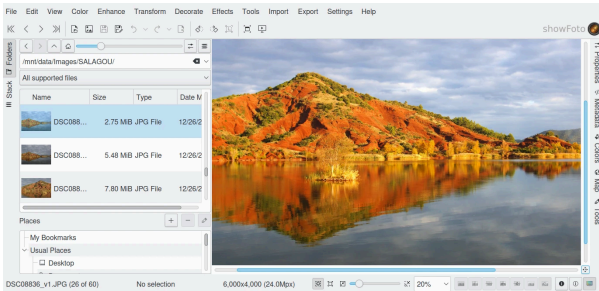 File Edit View Color Enhance Transform Decorate Effects Tools Import Export Settings Help
showFoto
Folders
Stack
/mnt/data/Images/SALAGOU/
All supported files
Name Size Type Date M
DSC088... 2.75 MiB JPG File 12/26/2
DSC088... 5.48 MiB JPG File 12/26/2
DSC088... 7.80 MiB JPG File 12/26/2
Places
My Bookmarks
Usual Places
Desktop
Properties
Metadata
Colors
Map
Tools
DSC08836_v1.JPG (26 of 60) No selection 6,000x4,000 (24.0Mpx) 20%